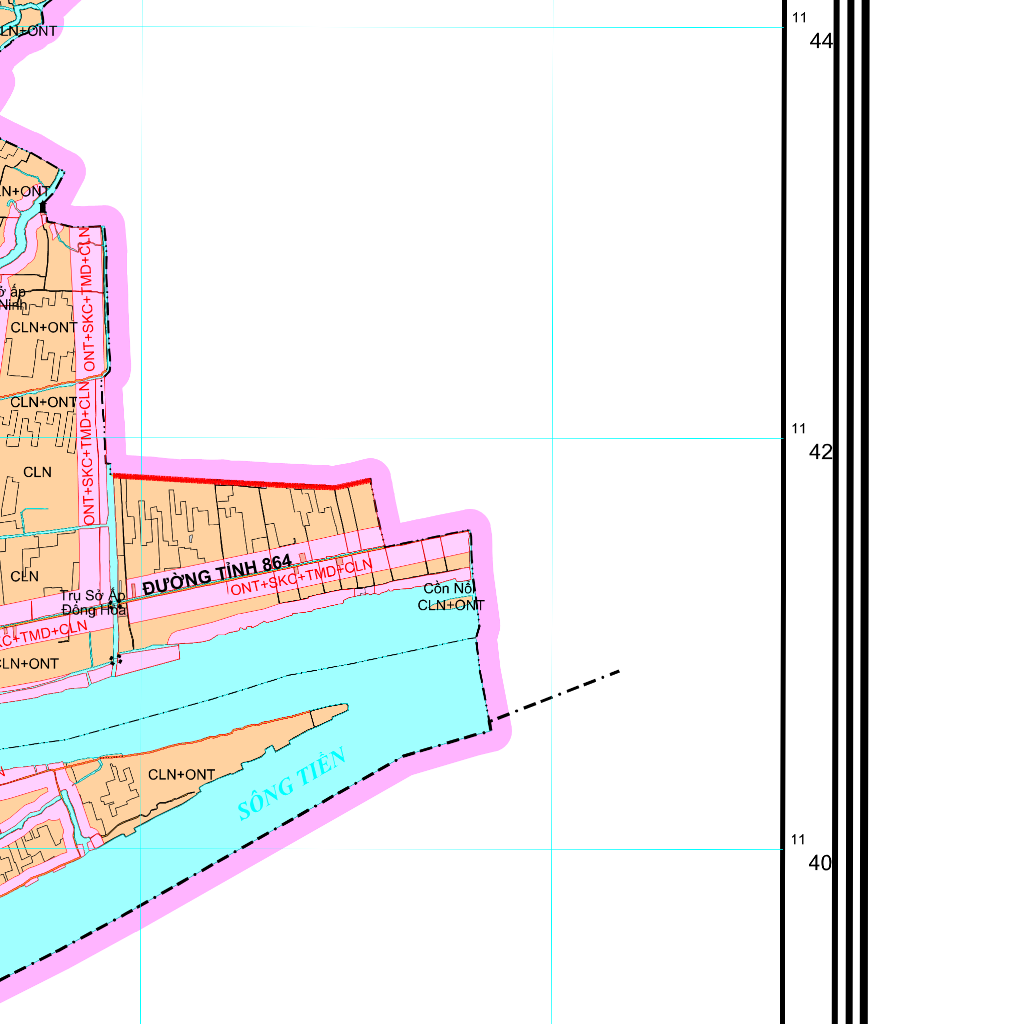 11
44
CLN+ONT
ONT+SKC+TMD+CLN
Ninh
CLN+ONT
CLN+ONT
ONT+SKC+TMD+CLN
11
42
CLN
CLN
ĐƯỜNG TỈNH 864
ONT+SKC+TMD+CLN
Trụ Sở Ấp
Đông Hòa
Cồn Nổi
CLN+ONT
CLN+ONT
CLN+ONT
SÔNG TIỀN
11
40